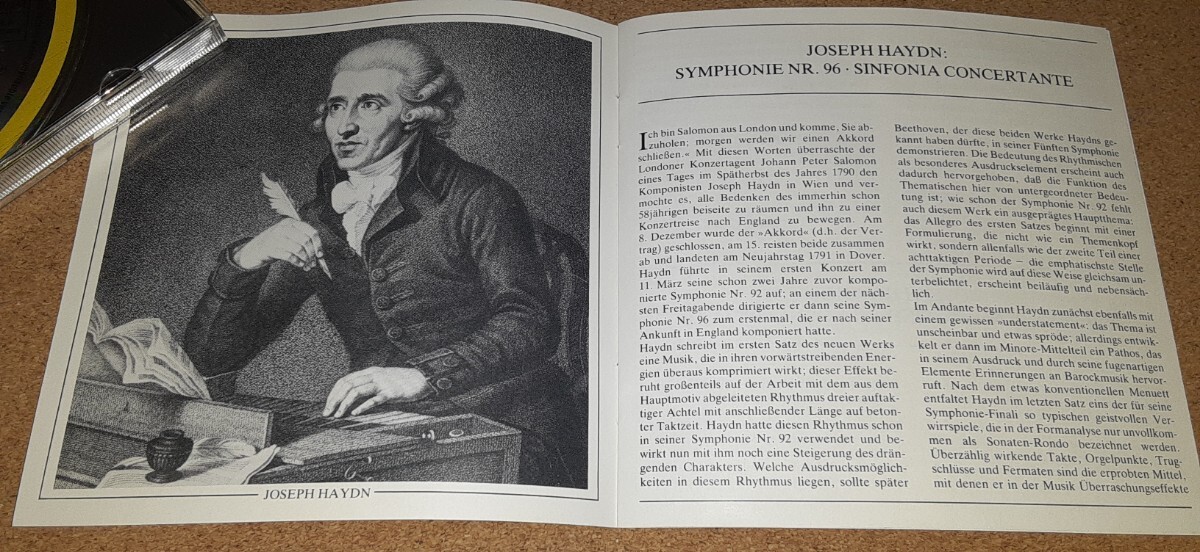 JOSEPH HAYDN
JOSEPH HAYDN:
SYMPHONIE NR. 96 · SINFONIA CONCERTANTE
Ich bin Salomon aus London und komme, Sie ab-
zuholen; morgen werden wir einen Akkord
schließen.« Mit diesen Worten überraschte der
Londoner Konzertagent Johann Peter Salomon
eines Tages im Spätherbst des Jahres 1790 den
Komponisten Joseph Haydn in Wien und ver-
mochte es, alle Bedenken des immerhin schon
58jährigen beiseite zu räumen und ihn zu einer
Konzertreise nach England zu bewegen. Am
8. Dezember wurde der »Akkord« (d.h. der Ver-
trag) geschlossen, am 15. reisten beide zusammen
ab und landeten am Neujahrstag 1791 in Dover.
Haydn führte in seinem ersten Konzert am
11. März seine schon zwei Jahre zuvor kompo-
nierte Symphonie Nr. 92 auf; an einem der näch-
sten Freitagabende dirigierte er dann seine Sym-
phonie Nr. 96 zum erstenmal, die er nach seiner
Ankunft in England komponiert hatte.
Haydn schreibt im ersten Satz des neuen Werks
eine Musik, die in ihren vorwärtstreibenden Ener-
gien überaus komprimiert wirkt; dieser Effekt be-
ruht großenteils auf der Arbeit mit dem aus dem
Hauptmotiv abgeleiteten Rhythmus dreier auftak-
tiger Achtel mit anschließender Länge auf beton-
ter Taktzeit. Haydn hatte diesen Rhythmus schon
in seiner Symphonie Nr. 92 verwendet und be-
wirkt nun mit ihm noch eine Steigerung des drän-
genden Charakters. Welche Ausdrucksmöglich-
keiten in diesem Rhythmus liegen, sollte später
Beethoven, der diese beiden Werke Haydns ge-
kannt haben dürfte, in seiner Fünften Symphonie
demonstrieren. Die Bedeutung des Rhythmischen
als besonderes Ausdruckselement erscheint auch
dadurch hervorgehoben, daß die Funktion des
Thematischen hier von untergeordneter Bedeu-
tung ist; wie schon der Symphonie Nr. 92 fehlt
auch diesem Werk ein ausgeprägtes Hauptthema:
das Allegro des ersten Satzes beginnt mit einer
Formulierung, die nicht wie ein Themenkopf
wirkt, sondern allenfalls wie der zweite Teil einer
achttaktigen Periode – die emphatischste Stelle
der Symphonie wird auf diese Weise gleichsam un-
terbelichtet, erscheint beiläufig und nebensäch-
lich.
Im Andante beginnt Haydn zunächst ebenfalls mit
einem gewissen »understatement«: das Thema ist
unscheinbar und etwas spröde; allerdings entwik-
kelt er dann im Minore-Mittelteil ein Pathos, das
in seinem Ausdruck und durch seine fugenartigen
Elemente Erinnerungen an Barockmusik hervor-
ruft. Nach dem etwas konventionellen Menuett
entfaltet Haydn im letzten Satz eins der für seine
Symphonie-Finali so typischen geistvollen Ver-
wirrspiele, die in der Formanalyse nur unvollkom-
men als Sonaten-Rondo bezeichnet werden.
Überzählig wirkende Takte, Orgelpunkte, Trug-
schlüsse und Fermaten sind die erprobten Mittel,
mit denen er in der Musik Überraschungseffekte